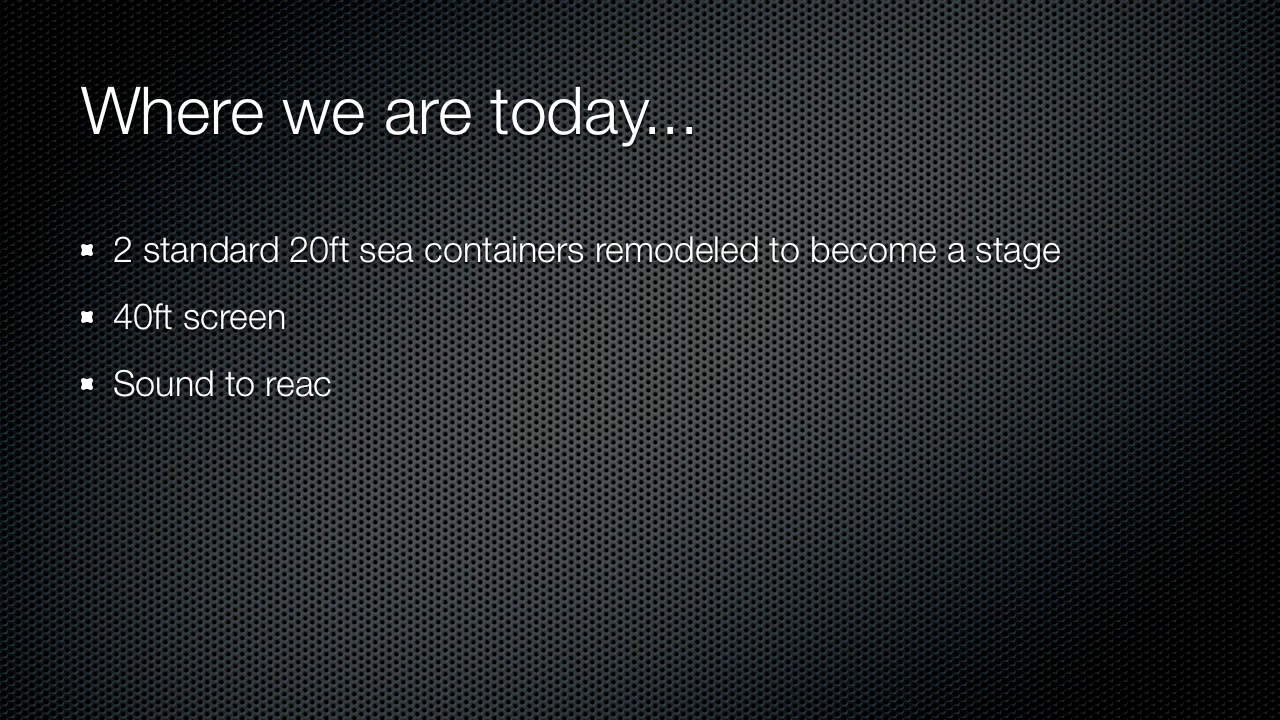 Where we are today...
2 standard 20ft sea containers remodeled to become a stage
40ft screen
Sound to reac